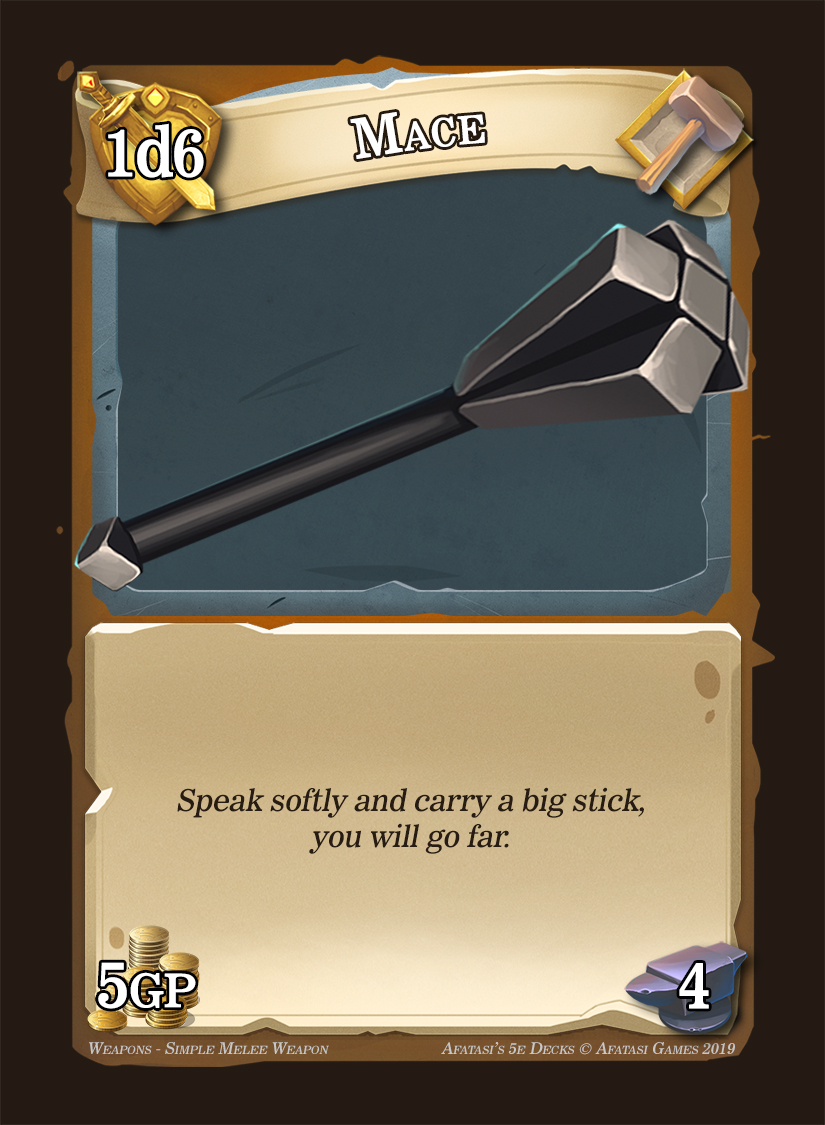 1d6
Mace
Speak softly and carry a big stick,
you will go far.
5GP
4
Weapons - Simple Melee Weapon
Afatasi's 5e Decks © Afatasi Games 2019